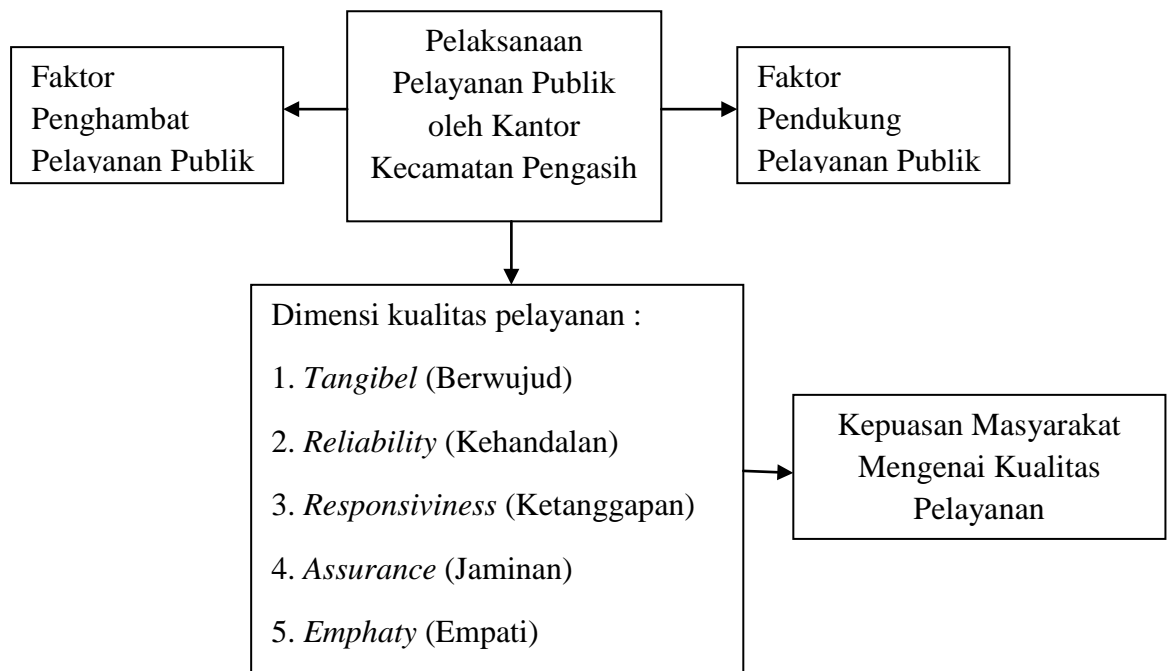 Faktor
Penghambat
Pelayanan Publik
Pelaksanaan
Pelayanan Publik
oleh Kantor
Kecamatan Pengasih
Faktor
Pendukung
Pelayanan Publik
Dimensi kualitas pelayanan :
1. Tangibel (Berwujud)
2. Reliability (Kehandalan)
3. Responsiviness (Ketanggapan)
4. Assurance (Jaminan)
5. Emphaty (Empati)
Kepuasan Masyarakat
Mengenai Kualitas
Pelayanan